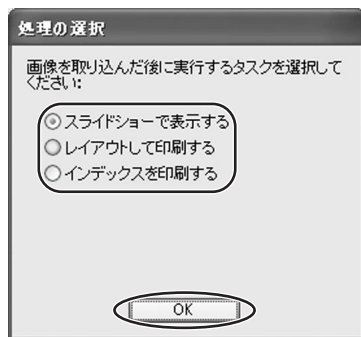 処理の選択
画像を取り込んだ後に実行するタスクを選択して
ください:
スライドショーで表示する
レイアウトして印刷する
インデックスを印刷する
OK